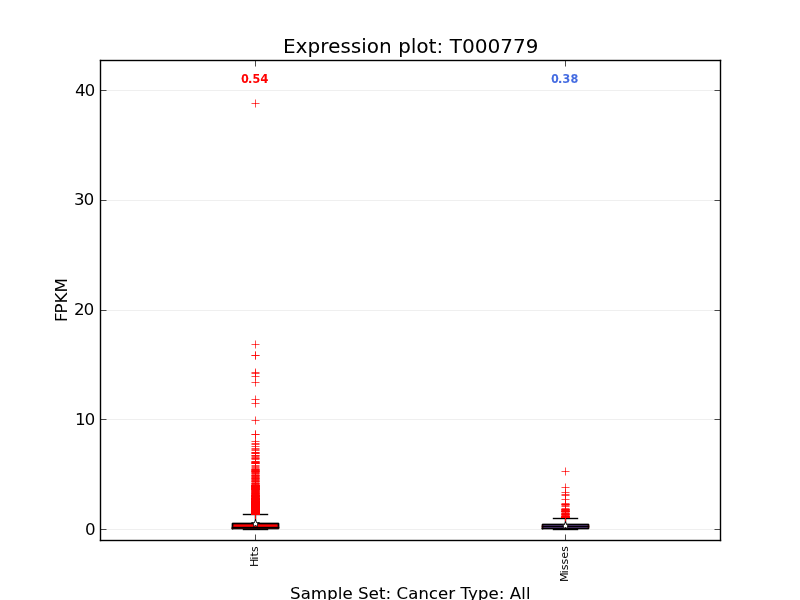 Expression plot: T000779
0.54
0.38
40
30
20
10
0
FPKM
Hits
Misses
Sample Set: Cancer Type: All